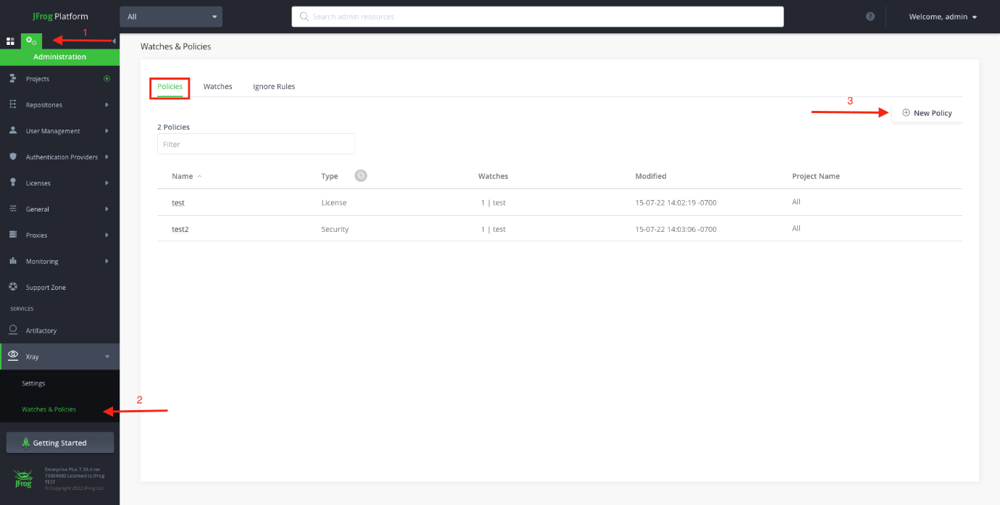 JFrog Platform
All
Search admin resources
?
Welcome, admin
1
Administration
Projects
Repositories
User Management
Authentication Providers
Licenses
General
Proxies
Monitoring
Support Zone
SERVICES
Artifactory
Xray
Settings
Watches & Policies
2
Getting Started
JFrog
Enterprise Plus 7.39.4 rev
73904900 Licensed to JFrog
TEST
© Copyright 2022 JFrog Ltd
Watches & Policies
Policies Watches Ignore Rules
3
New Policy
2 Policies
Filter
Name Type Watches Modified Project Name
test License 1 | test 15-07-22 14:02:19 -0700 All
test2 Security 1 | test 15-07-22 14:03:06 -0700 All